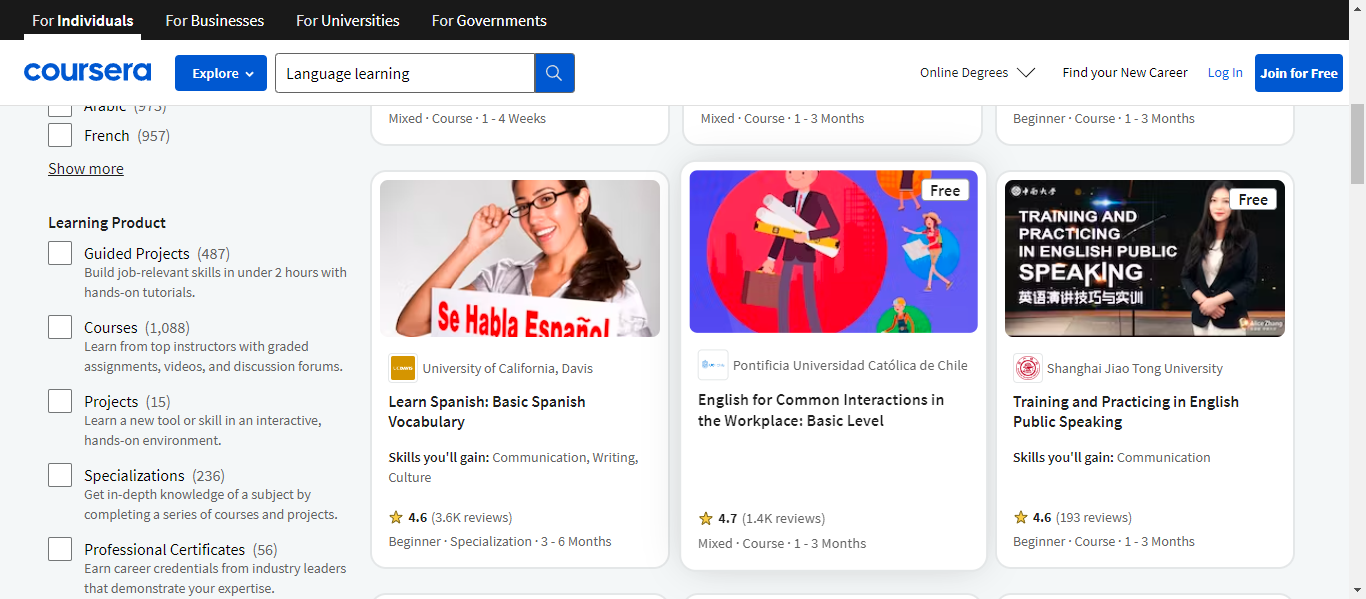 For Individuals
For Businesses
For Universities
For Governments
coursera
Explore
Language learning
Online Degrees
Find your New Career
Log In
Join for Free
Arabic (973)
French (957)
Show more
Learning Product
Guided Projects (487)
Build job-relevant skills in under 2 hours with
hands-on tutorials.
Courses (1,088)
Learn from top instructors with graded
assignments, videos, and discussion forums.
Projects (15)
Learn a new tool or skill in an interactive,
hands-on environment.
Specializations (236)
Get in-depth knowledge of a subject by
completing a series of courses and projects.
Professional Certificates (56)
Earn career credentials from industry leaders
that demonstrate your expertise.
Mixed · Course · 1 - 4 Weeks
Mixed · Course · 1 - 3 Months
Beginner · Course · 1 - 3 Months
Se Habla Español
University of California, Davis
Learn Spanish: Basic Spanish
Vocabulary
Skills you'll gain: Communication, Writing,
Culture
4.6 (3.6K reviews)
Beginner · Specialization · 3 - 6 Months
Free
Pontificia Universidad Católica de Chile
English for Common Interactions in
the Workplace: Basic Level
4.7 (1.4K reviews)
Mixed · Course · 1 - 3 Months
中南大学
Free
TRAINING AND
PRACTICING
IN ENGLISH PUBLIC
SPEAKING
英语演讲技巧与实训
Alice Zhang
Shanghai Jiao Tong University
Training and Practicing in English
Public Speaking
Skills you'll gain: Communication
4.6 (193 reviews)
Beginner · Course · 1 - 3 Months